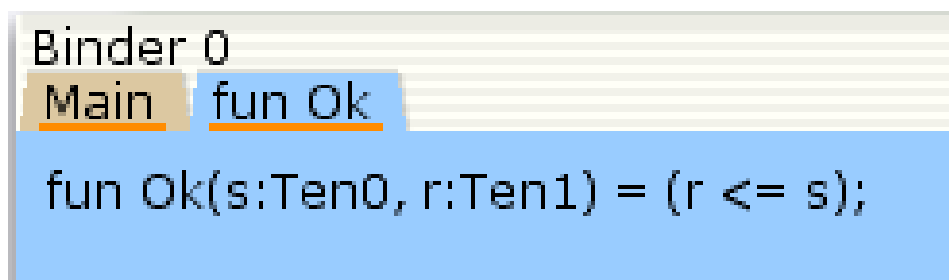 Binder 0
Main fun Ok
fun Ok(s:Ten0, r:Ten1) = (r <= s);